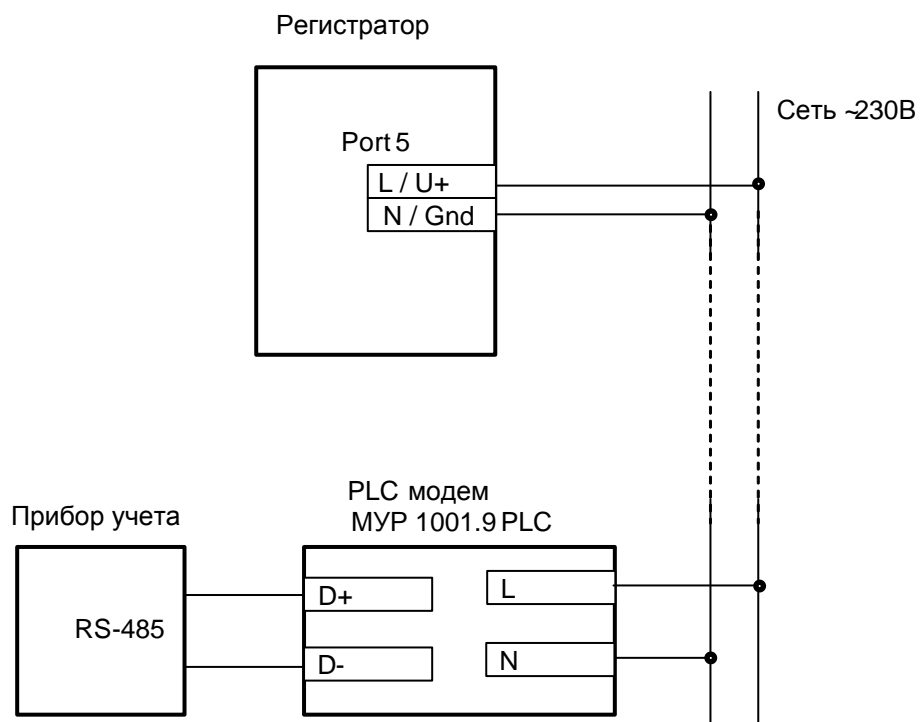 Регистратор
Сеть ~230В
Port 5
L / U+
N / Gnd
PLC модем
МУР 1001.9 PLC
Прибор учета
RS-485
D+
D-
L
N